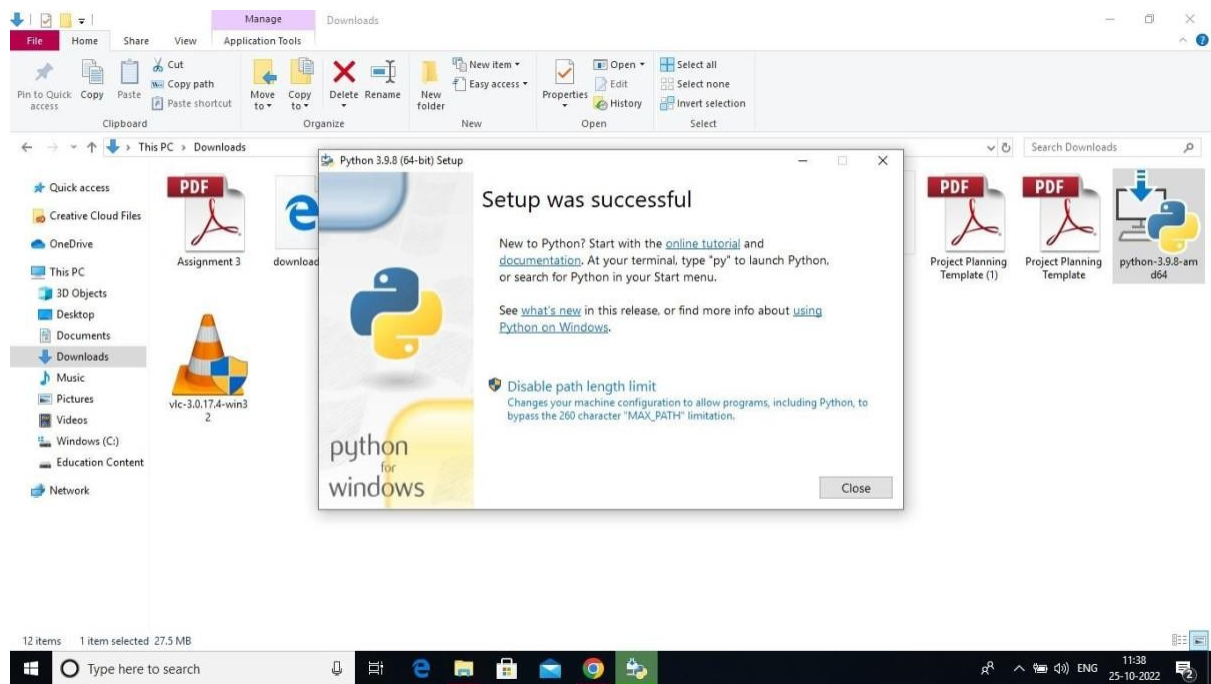 Manage
Downloads
File
Home
Share
View
Application Tools
Pin to Quick access
Copy
Paste
Cut
Copy path
Paste shortcut
Clipboard
Move to
Copy to
Delete
Rename
Organize
New folder
New item
Easy access
New
Properties
Open
Edit
History
Open
Select all
Select none
Invert selection
Select
This PC
Downloads
Search Downloads
Quick access
Creative Cloud Files
OneDrive
This PC
3D Objects
Desktop
Documents
Downloads
Music
Pictures
Videos
Windows (C:)
Education Content
Network
PDF
Assignment 3
download
vlc-3.0.17.4-win3
2
Python 3.9.8 (64-bit) Setup
Setup was successful
New to Python? Start with the online tutorial and
documentation. At your terminal, type "py" to launch Python,
or search for Python in your Start menu.
See what's new in this release, or find more info about using
Python on Windows.
Disable path length limit
Changes your machine configuration to allow programs, including Python, to
bypass the 260 character "MAX_PATH" limitation.
python
for
windows
Close
PDF
Project Planning
Template (1)
PDF
Project Planning
Template
python-3.9.8-am
d64
12 items
1 item selected 27.5 MB
Type here to search
ENG
11:38
25-10-2022
2